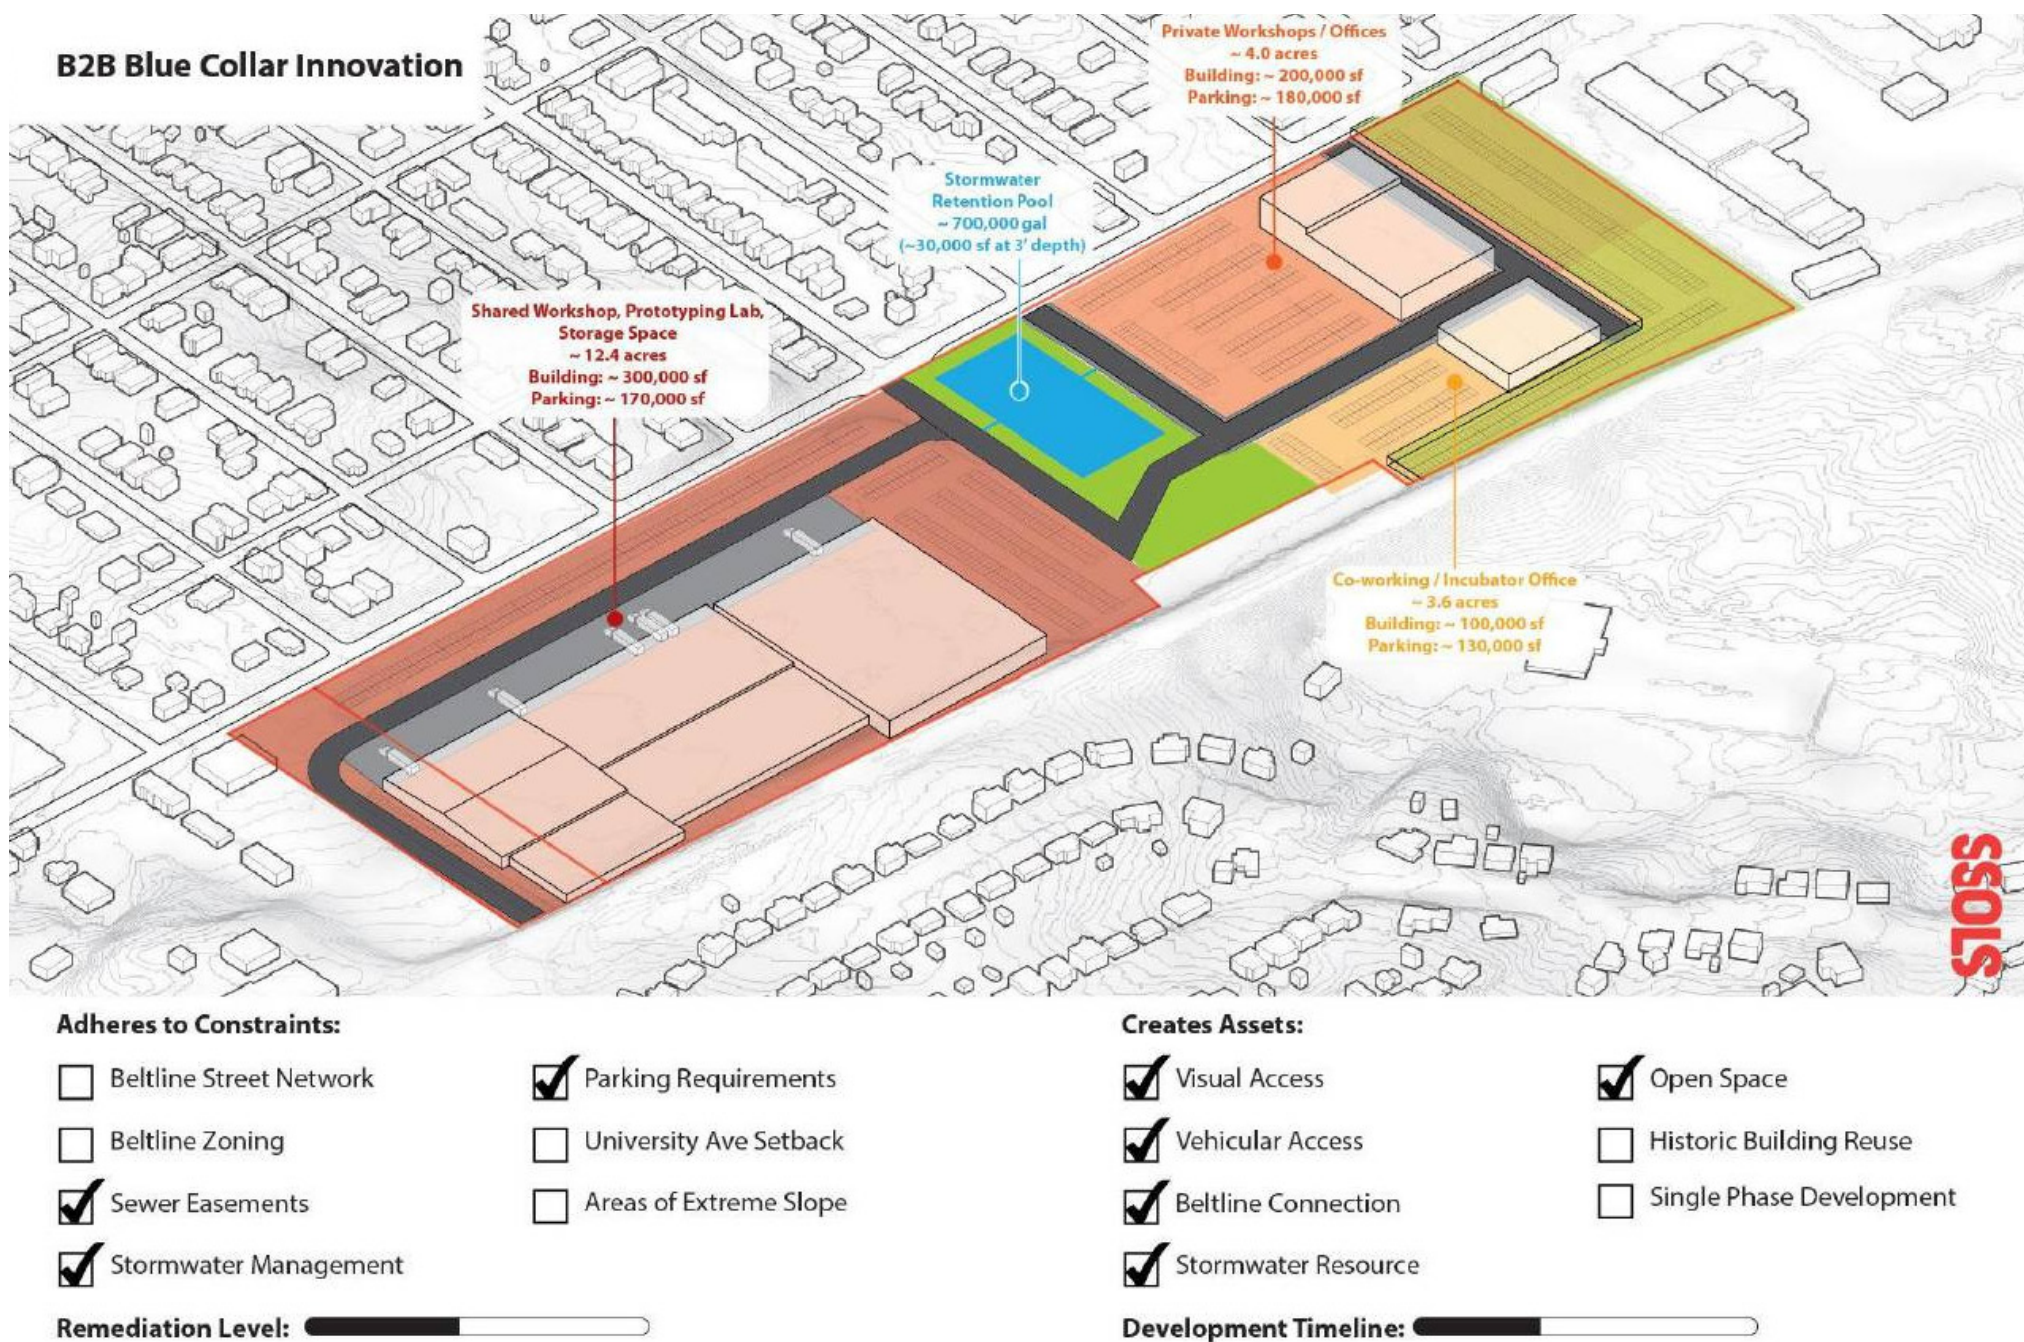 B2B Blue Collar Innovation
Private Workshops / Offices
~ 4.0 acres
Building: ~ 200,000 sf
Parking: ~ 180,000 sf
Stormwater
Retention Pool
~ 700,000 gal
(~30,000 sf at 3' depth)
Shared Workshop, Prototyping Lab,
Storage Space
~ 12.4 acres
Building: ~ 300,000 sf
Parking: ~ 170,000 sf
Co-working / Incubator Office
~ 3.6 acres
Building: ~ 100,000 sf
Parking: ~ 130,000 sf
STOSS
Adheres to Constraints:
Beltline Street Network
Beltline Zoning
Sewer Easements
Stormwater Management
Parking Requirements
University Ave Setback
Areas of Extreme Slope
Remediation Level:
Creates Assets:
Visual Access
Vehicular Access
Beltline Connection
Stormwater Resource
Open Space
Historic Building Reuse
Single Phase Development
Development Timeline: